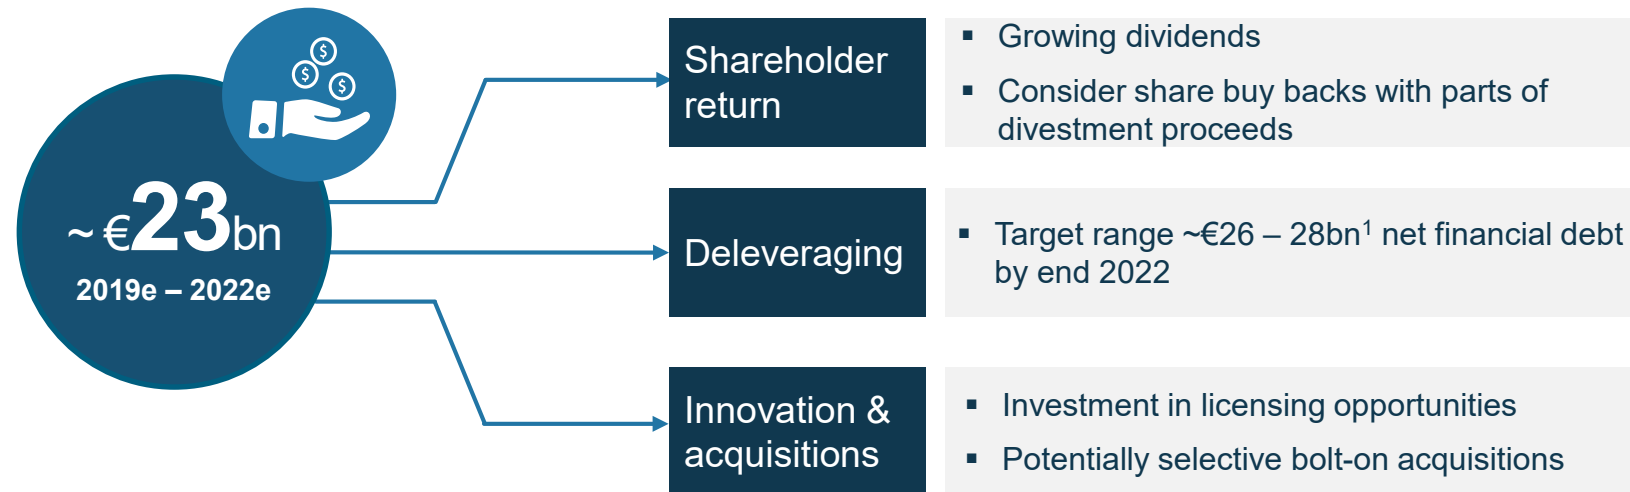 ~ €23bn
2019e – 2022e
Shareholder
return
▪ Growing dividends
▪ Consider share buy backs with parts of
divestment proceeds
Deleveraging
▪ Target range ~€26 – 28bn¹ net financial debt
by end 2022
Innovation &
acquisitions
▪ Investment in licensing opportunities
▪ Potentially selective bolt-on acquisitions
$
$
$